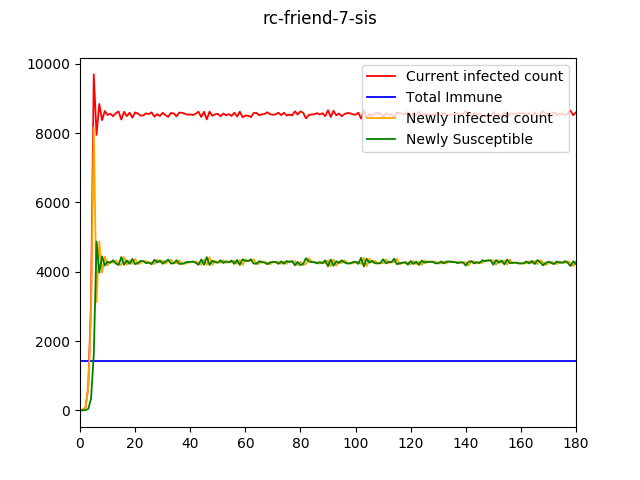 rc-friend-7-sis
10000
8000
6000
4000
2000
0
Current infected count
Total Immune
Newly infected count
Newly Susceptible
0 20 40 60 80 100 120 140 160 180